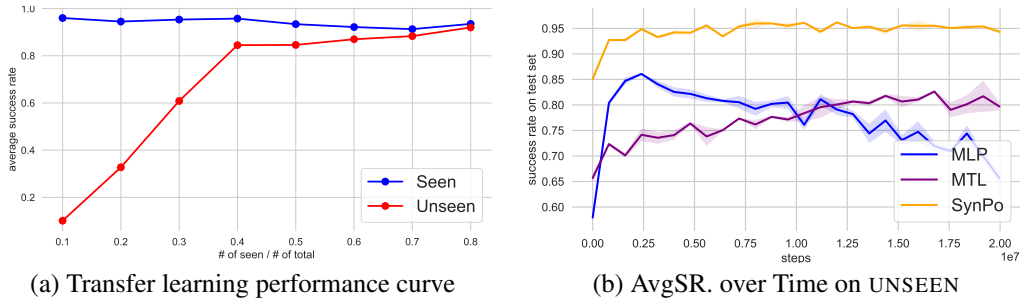 1.0
0.8
0.6
0.4
0.2
average success rate
0.1 0.2 0.3 0.4 0.5 0.6 0.7 0.8
# of seen / # of total
Seen
Unseen
(a) Transfer learning performance curve
0.95
0.90
0.85
0.80
0.75
0.70
0.65
0.60
success rate on test set
0.00 0.25 0.50 0.75 1.00 1.25 1.50 1.75 2.00
steps
1e7
MLP
MTL
SynPo
(b) AvgSR. over Time on UNSEEN